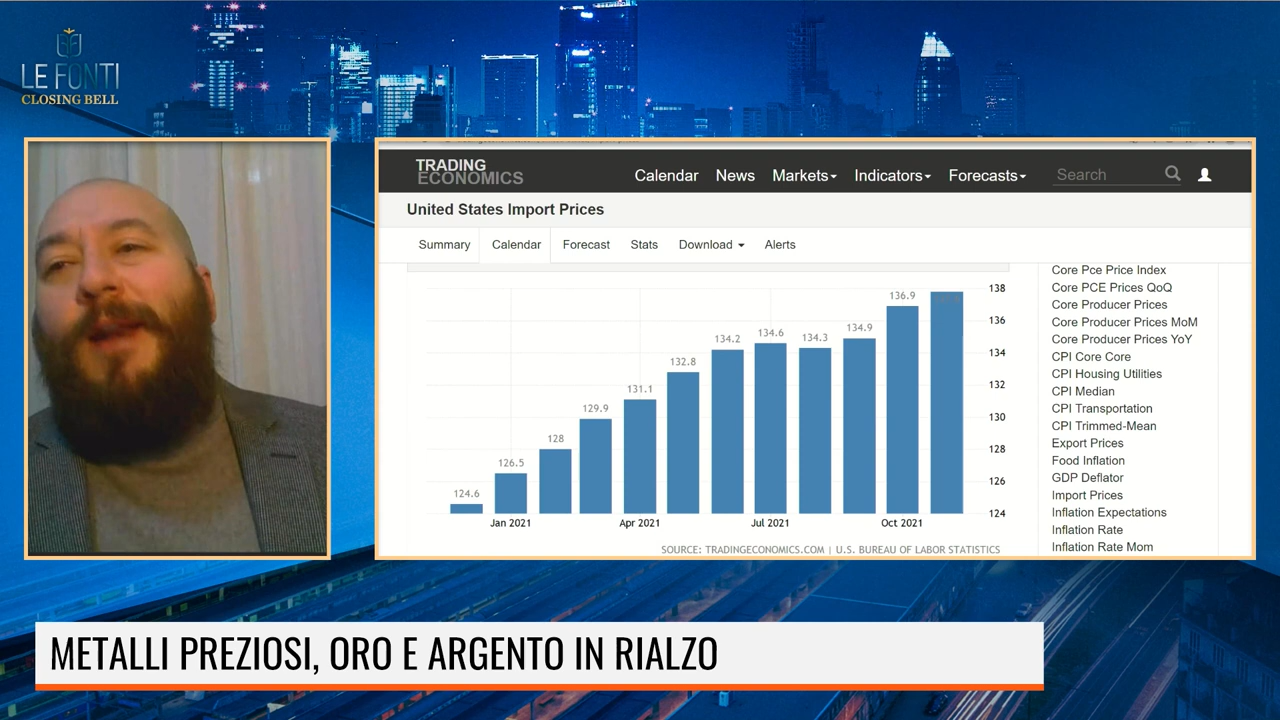 LE FONTI
CLOSING BELL
TRADING
ECONOMICS
Calendar News Markets Indicators Forecasts Search
United States Import Prices
Summary Calendar Forecast Stats Download Alerts
124.6
126.5
128
129.9
131.1
132.8
134.2
134.6
134.3
134.9
136.9
138
136
134
132
130
128
126
124
Jan 2021 Apr 2021 Jul 2021 Oct 2021
SOURCE: TRADINGECONOMICS.COM | U.S. BUREAU OF LABOR STATISTICS
Core Pce Price Index
Core PCE Prices QoQ
Core Producer Prices
Core Producer Prices MoM
Core Producer Prices YoY
CPI Core Core
CPI Housing Utilities
CPI Median
CPI Transportation
CPI Trimmed-Mean
Export Prices
Food Inflation
GDP Deflator
Import Prices
Inflation Expectations
Inflation Rate
Inflation Rate Mom
METALLI PREZIOSI, ORO E ARGENTO IN RIALZO